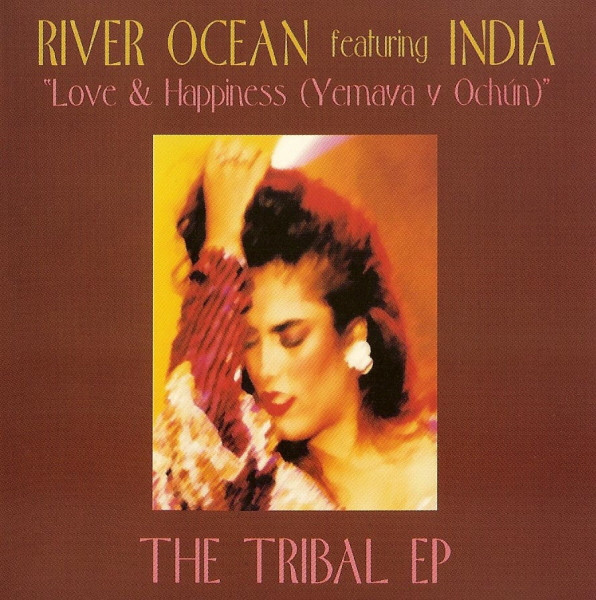 RIVER OCEAN featuring INDIA
"Love & Happiness (Yemaya y Ochún)"
THE TRIBAL EP